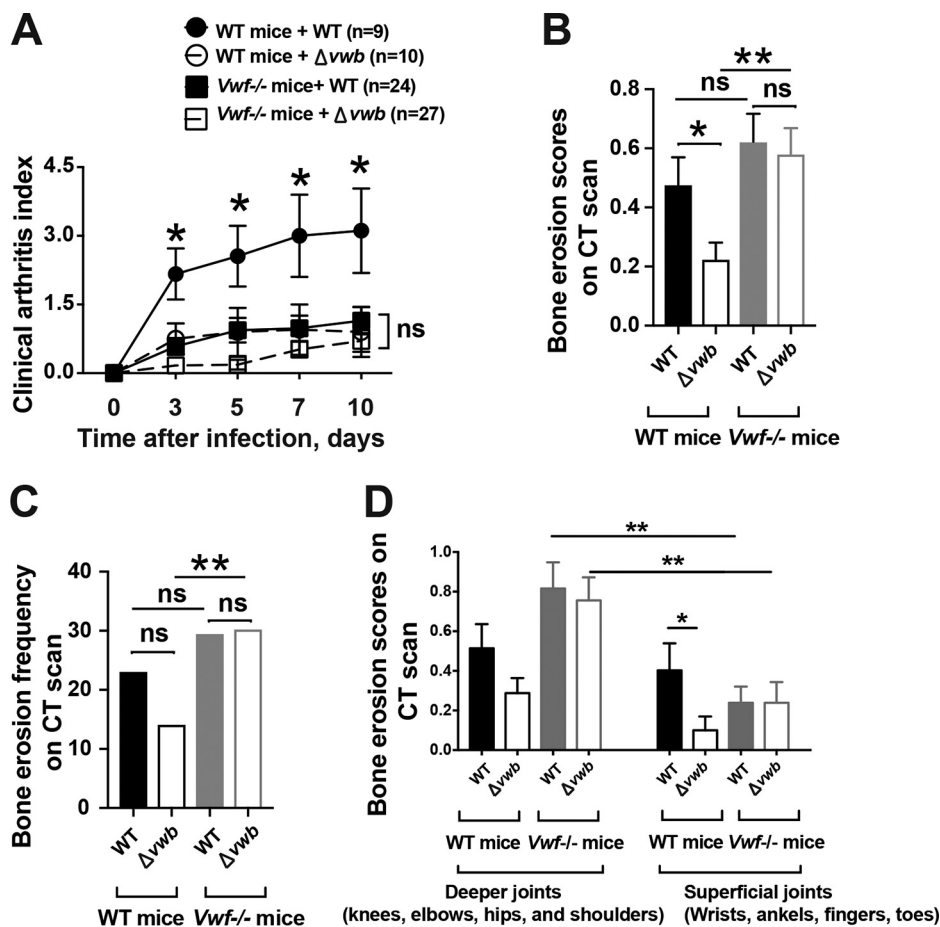 A
WT mice + WT (n=9)
WT mice + Δvwb (n=10)
Vwf-/- mice+ WT (n=24)
Vwf-/- mice + Δvwb (n=27)
Clinical arthritis index
4.5
3.0
1.5
0.0
* * * *
ns
0 3 5 7 10
Time after infection, days
B
Bone erosion scores
on CT scan
0.8
0.6
0.4
0.2
0.0
**
ns ns
*
WT Δvwb WT Δvwb
WT mice Vwf-/- mice
C
Bone erosion frequency
on CT scan
40
30
20
10
0
**
ns ns
ns
WT Δvwb WT Δvwb
WT mice Vwf-/- mice
D
Bone erosion scores on
CT scan
1.0
0.8
0.6
0.4
0.2
0.0
**
**
*
WT Δvwb WT Δvwb WT Δvwb WT Δvwb
WT mice Vwf-/- mice WT mice Vwf-/- mice
Deeper joints
(knees, elbows, hips, and shoulders)
Superficial joints
(Wrists, ankels, fingers, toes)